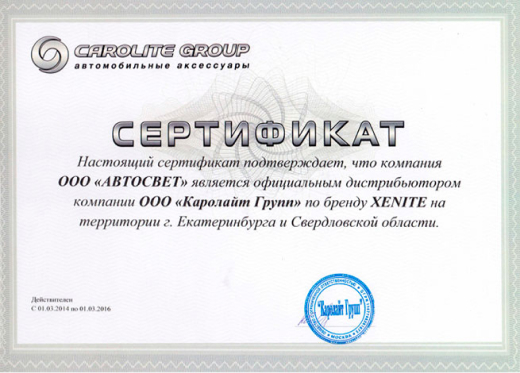 CAROLITE GROUP
автомобильные аксессуары
СЕРТИФИКАТ
Настоящий сертификат подтверждает, что компания
ООО «АВТОСВЕТ» является официальным дистрибьютором
компании ООО «Каролайт Групп» по бренду XENITE на
территории г. Екатеринбурга и Свердловской области.
Действителен
С 01.03.2014 по 01.03.2016
"Каролайт Групп"
МОСКВА